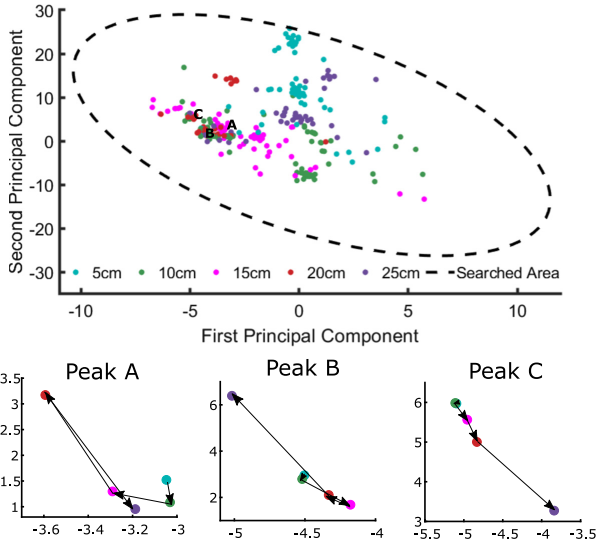 Second Principal Component
30
20
10
0
-10
-20
-30
C
A
B
5cm 10cm 15cm 20cm 25cm Searched Area
-10 -5 0 5 10
First Principal Component
Peak A
3.5
3
2.5
2
1.5
1
-3.6 -3.4 -3.2 -3
Peak B
6
4
2
-5 -4.5 -4
Peak C
6
5
4
3
-5.5 -5 -4.5 -4 -3.5